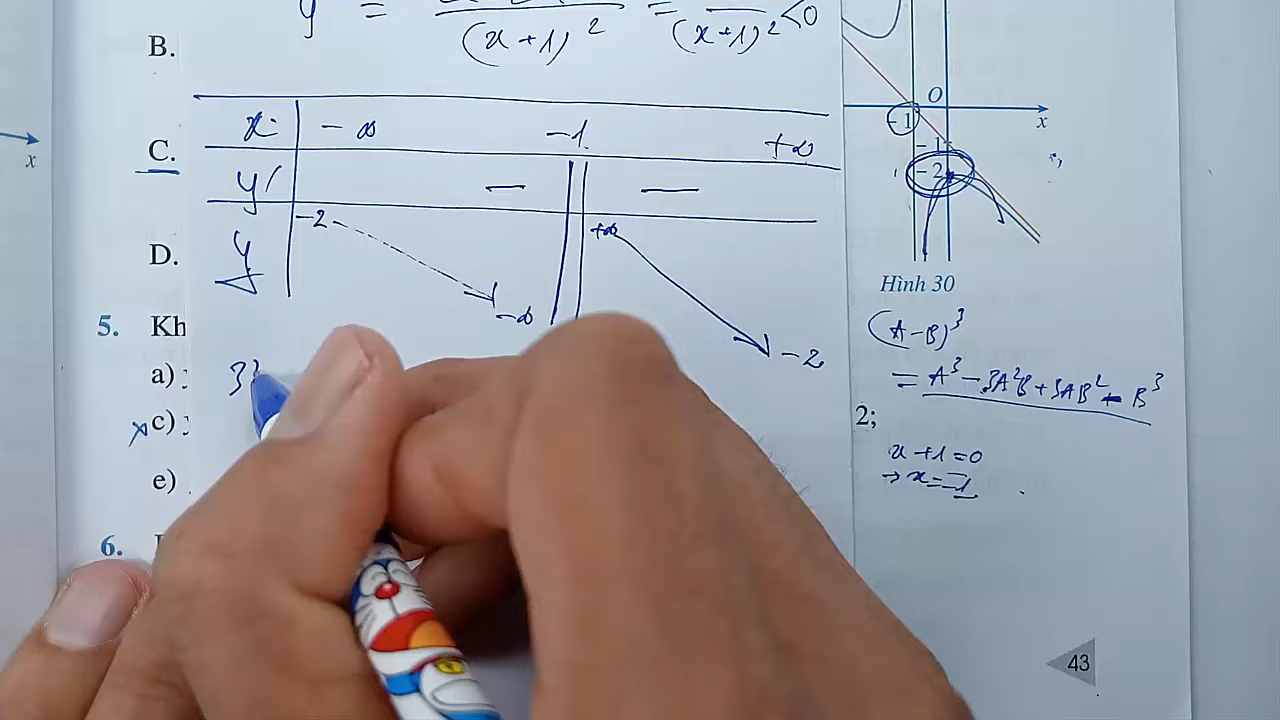 y =
(x+1)² = (x+1)² <0
B.
x - ∞ -1 +∞
C. y' - -
y -2 +∞
D. -∞ -2
5. Kh
a)
c)
e)
6.
O
x
-1
-1
-2
x
Hình 30
(A-B)³
= A³ - 3A²B + 3AB² - B³
2;
x+1=0
→ x=-1
43